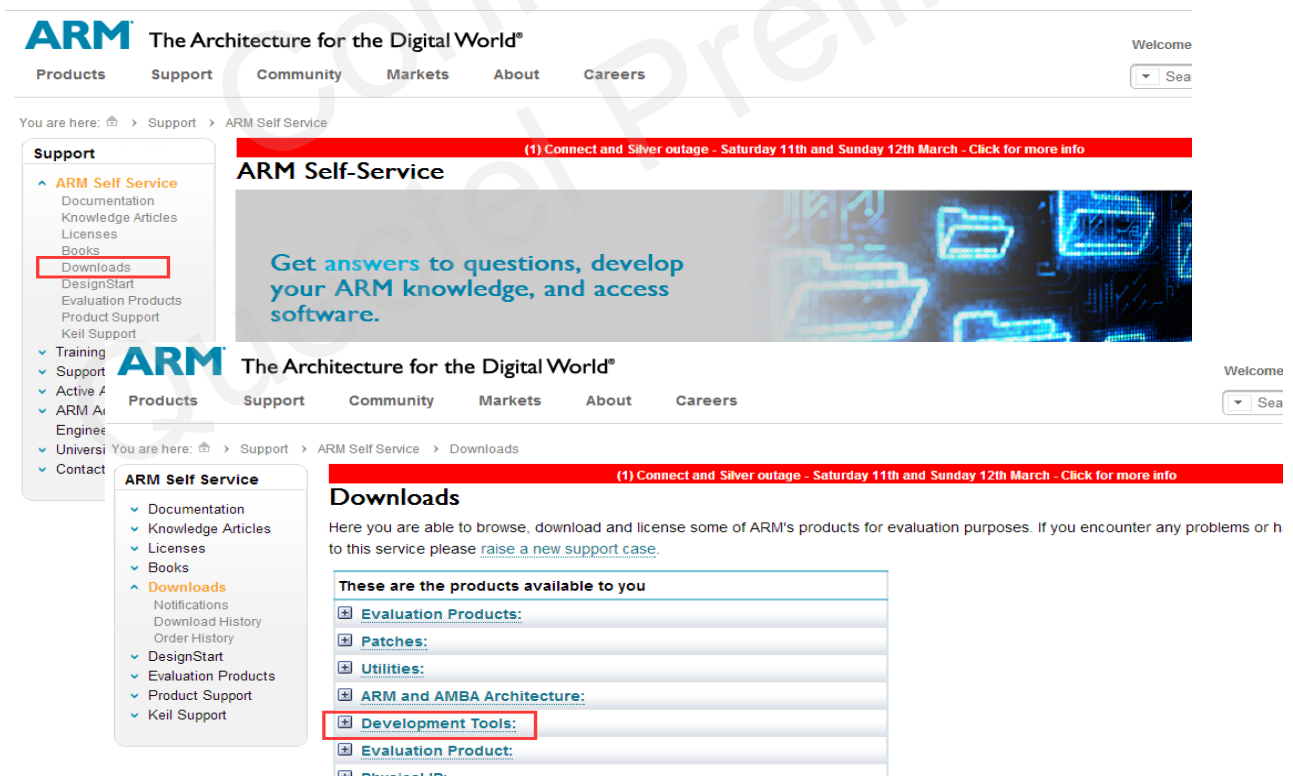 ARM The Architecture for the Digital World®
Welcome
Products Support Community Markets About Careers
Sea
You are here: > Support > ARM Self Service
Support
ARM Self Service
Documentation
Knowledge Articles
Licenses
Books
Downloads
DesignStart
Evaluation Products
Product Support
Keil Support
Training
Support
Active A
ARM A
Enginee
Universi
Contact
(1) Connect and Silver outage - Saturday 11th and Sunday 12th March - Click for more info
ARM Self-Service
Get answers to questions, develop
your ARM knowledge, and access
software.
ARM The Architecture for the Digital World®
Welcome
Products Support Community Markets About Careers
Sea
You are here: > Support > ARM Self Service > Downloads
ARM Self Service
Documentation
Knowledge Articles
Licenses
Books
Downloads
Notifications
Download History
Order History
DesignStart
Evaluation Products
Product Support
Keil Support
(1) Connect and Silver outage - Saturday 11th and Sunday 12th March - Click for more info
Downloads
Here you are able to browse, download and license some of ARM's products for evaluation purposes. If you encounter any problems or h
to this service please raise a new support case.
These are the products available to you
Evaluation Products:
Patches:
Utilities:
ARM and AMBA Architecture:
Development Tools:
Evaluation Product:
Physical IP: